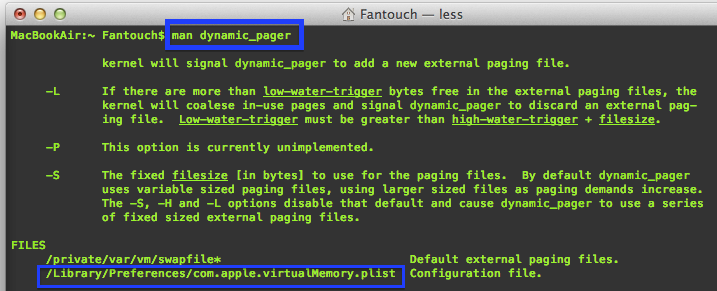 Fantouch — less
MacBookAir:~ Fantouch$ man dynamic_pager
kernel will signal dynamic_pager to add a new external paging file.
-L If there are more than low-water-trigger bytes free in the external paging files, the
kernel will coalese in-use pages and signal dynamic_pager to discard an external pag-
ing file. Low-water-trigger must be greater than high-water-trigger + filesize.
-P This option is currently unimplemented.
-S The fixed filesize [in bytes] to use for the paging files. By default dynamic_pager
uses variable sized paging files, using larger sized files as paging demands increase.
The -S, -H and -L options disable that default and cause dynamic_pager to use a series
of fixed sized external paging files.
FILES
/private/var/vm/swapfile* Default external paging files.
/Library/Preferences/com.apple.virtualMemory.plist Configuration file.